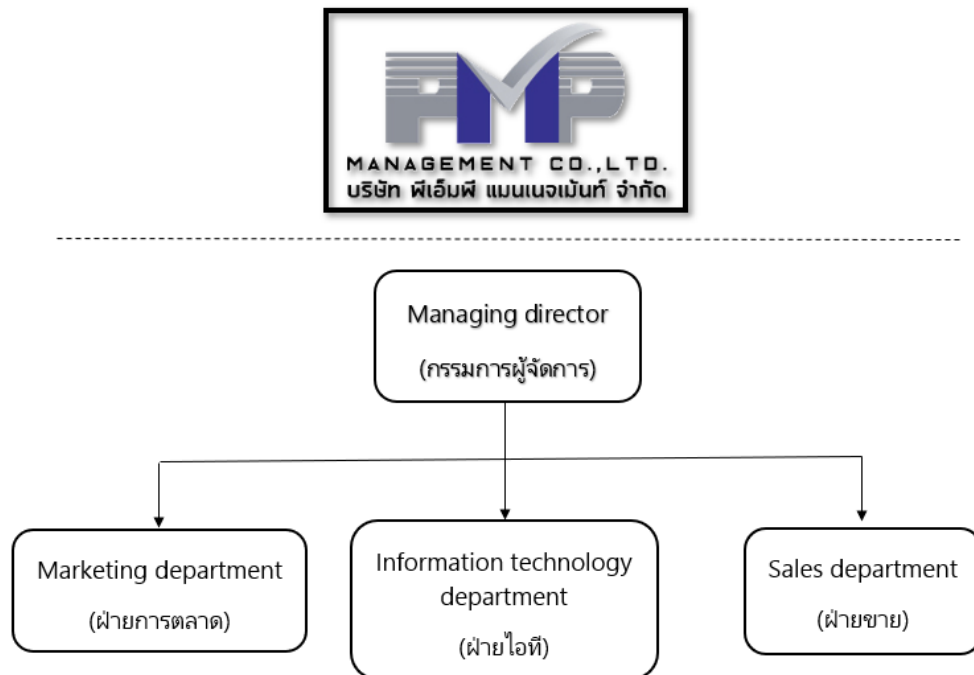 PMP
MANAGEMENT CO.,LTD.
บริษัท พีเอ็มพี แมนเนจเม้นท์ จำกัด
Managing director
(กรรมการผู้จัดการ)
Marketing department
(ฝ่ายการตลาด)
Information technology
department
(ฝ่ายไอที)
Sales department
(ฝ่ายขาย)